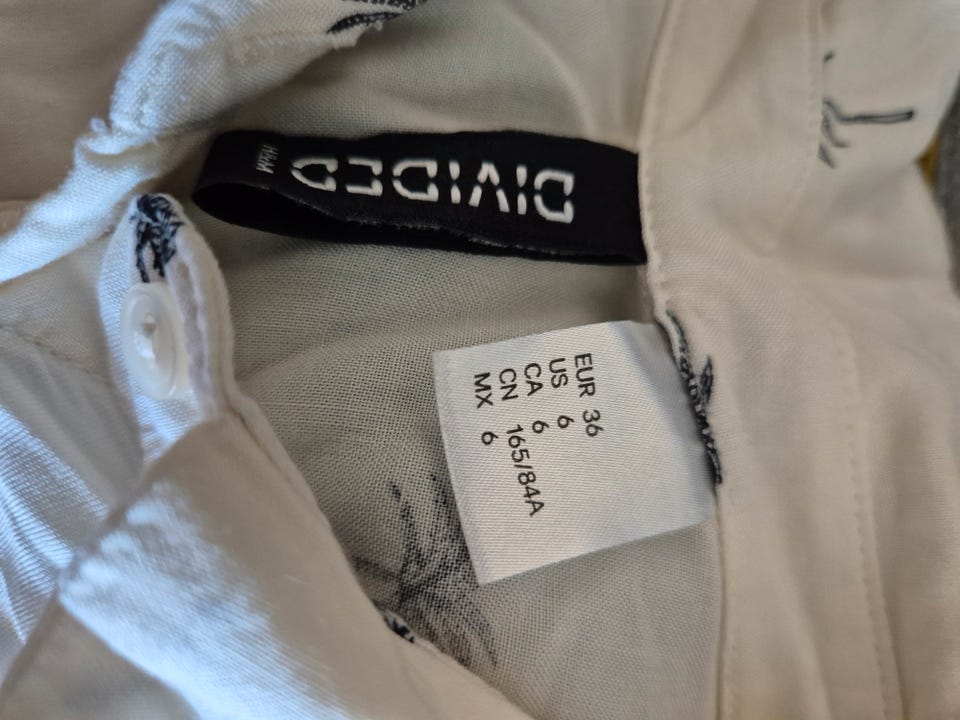 DIVIDED
H&M
EUR 36
US 6
CA 6
CN 165/84A
MX 6